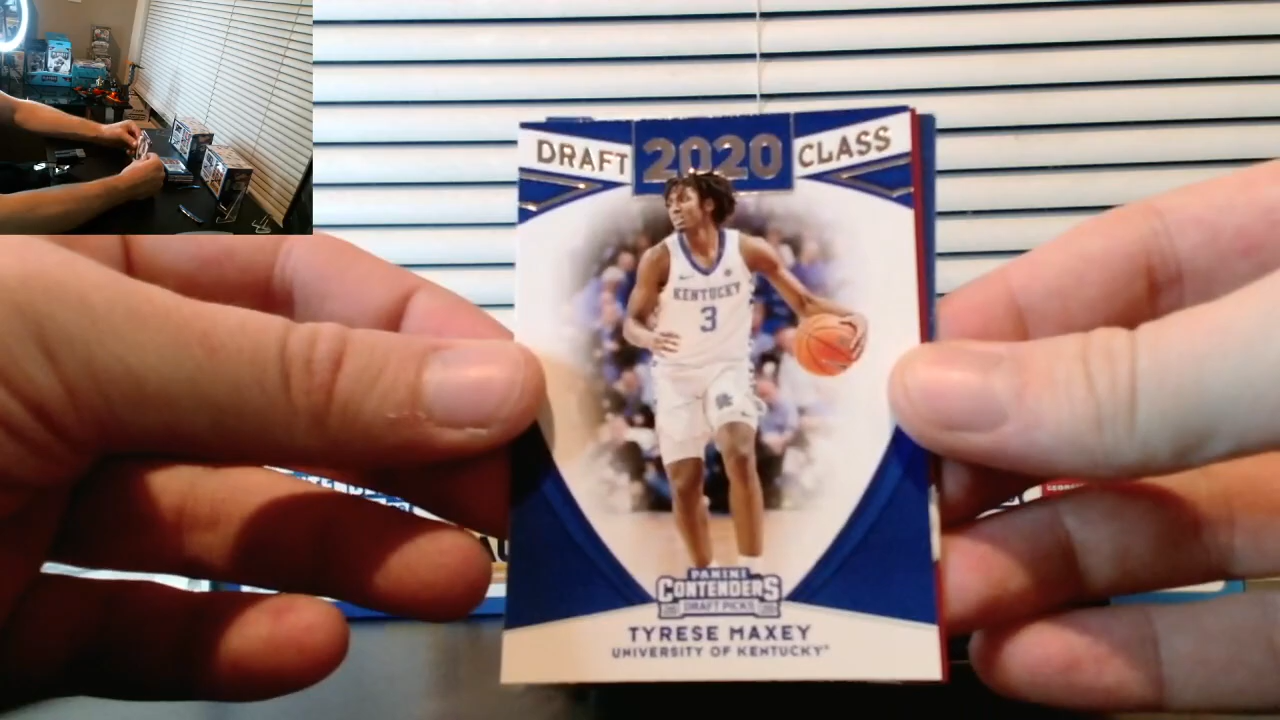 DRAFT 2020 CLASS
KENTUCKY
3
PANINI
CONTENDERS
DRAFT PICKS
TYRESE MAXEY
UNIVERSITY OF KENTUCKY